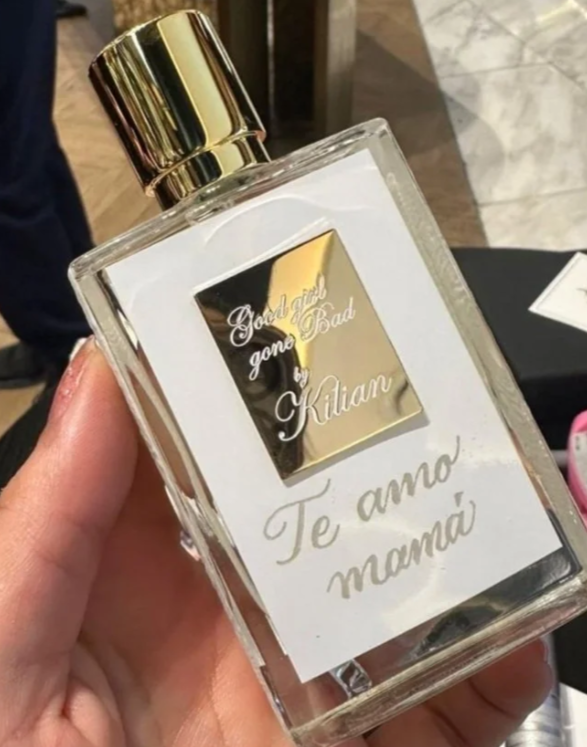 Good girl
gone Bad
by
Kilian
Te amo
mamá